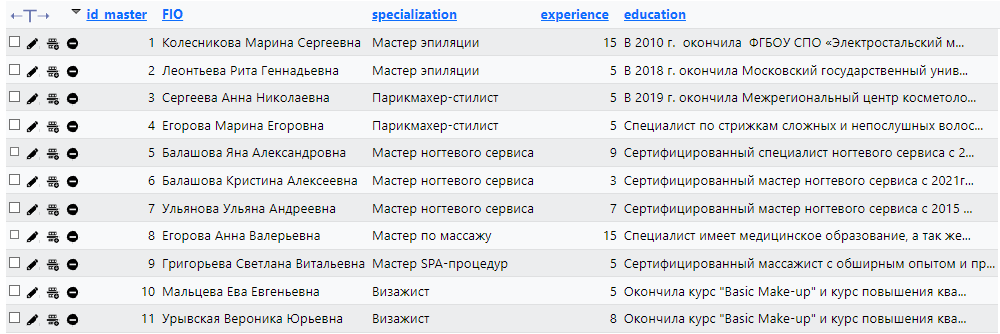 id_master FIO specialization experience education
1 Колесникова Марина Сергеевна Мастер эпиляции 15 В 2010 г. окончила ФГБОУ СПО «Электростальский м...
2 Леонтьева Рита Геннадьевна Мастер эпиляции 5 В 2018 г. окончила Московский государственный унив...
3 Сергеева Анна Николаевна Парикмахер-стилист 5 В 2019 г. окончила Межрегиональный центр косметоло...
4 Егорова Марина Егоровна Парикмахер-стилист 5 Специалист по стрижкам сложных и непослушных волос...
5 Балашова Яна Александровна Мастер ногтевого сервиса 9 Сертифицированный специалист ногтевого сервиса с 2...
6 Балашова Кристина Алексеевна Мастер ногтевого сервиса 3 Сертифицированный мастер ногтевого сервиса с 2021г...
7 Ульянова Ульяна Андреевна Мастер ногтевого сервиса 7 Сертифицированный мастер ногтевого сервиса с 2015 ...
8 Егорова Анна Валерьевна Мастер по массажу 15 Специалист имеет медицинское образование, а так же...
9 Григорьева Светлана Витальевна Мастер SPA-процедур 5 Сертифицированный массажист с обширным опытом и пр...
10 Мальцева Ева Евгеньевна Визажист 5 Окончила курс "Basic Make-up" и курс повышения ква...
11 Урывская Вероника Юрьевна Визажист 8 Окончила курс "Basic Make-up" и курс повышения ква...